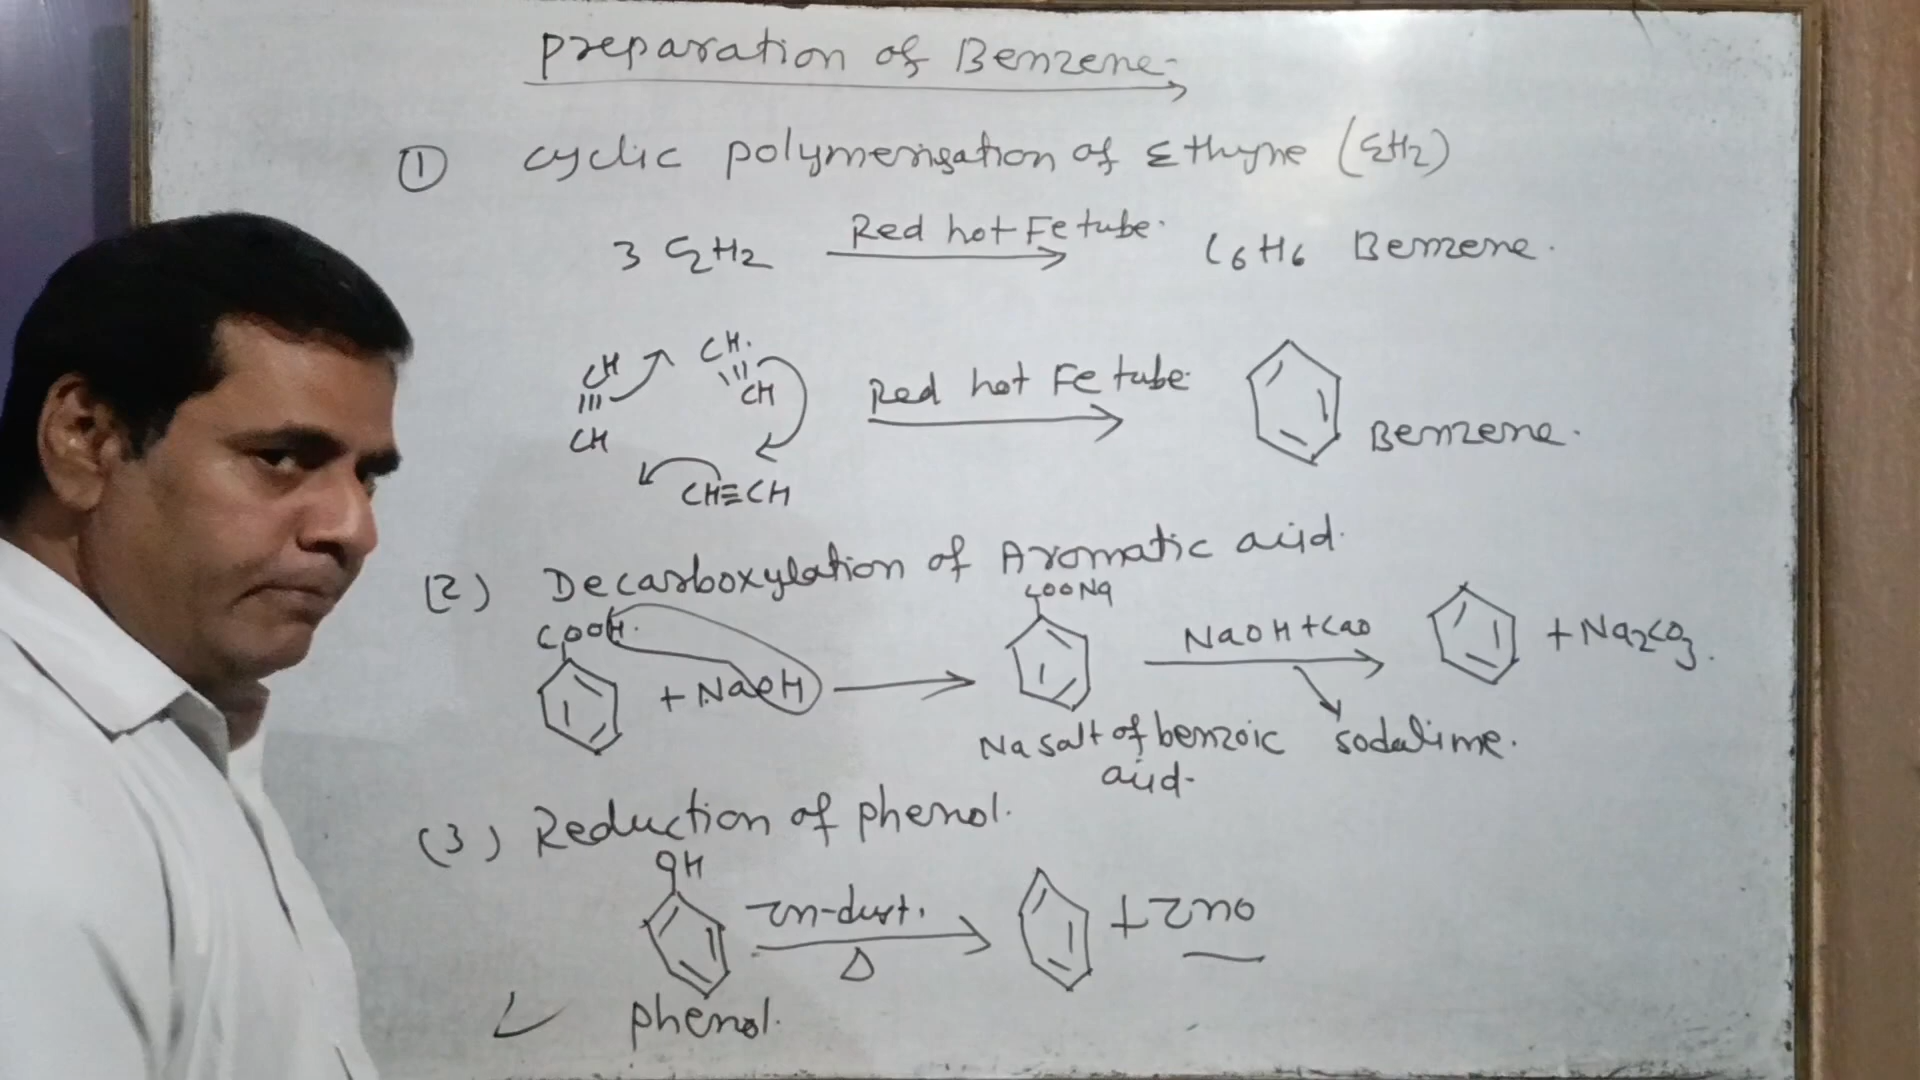 Preparation of Benzene-
① cyclic polymerisation of Ethyne (C2H2)
3 C2H2 Red hot Fe tube. C6H6 Benzene.
CH CH.
||| ||| CH
CH
Red hot Fe tube.
Benzene.
CH≡CH
(2) Decarboxylation of Aromatic acid.
COOH. + NaOH
COONa
NaOH + CaO
+ Na2CO3.
Na salt of benzoic acid-
sodalime.
(3) Reduction of phenol.
OH
Zn-dust. Δ
+ ZnO
phenol.